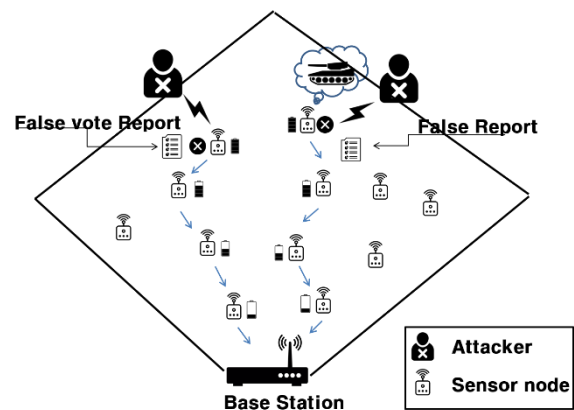 False vote Report
False Report
Attacker
Sensor node
Base Station